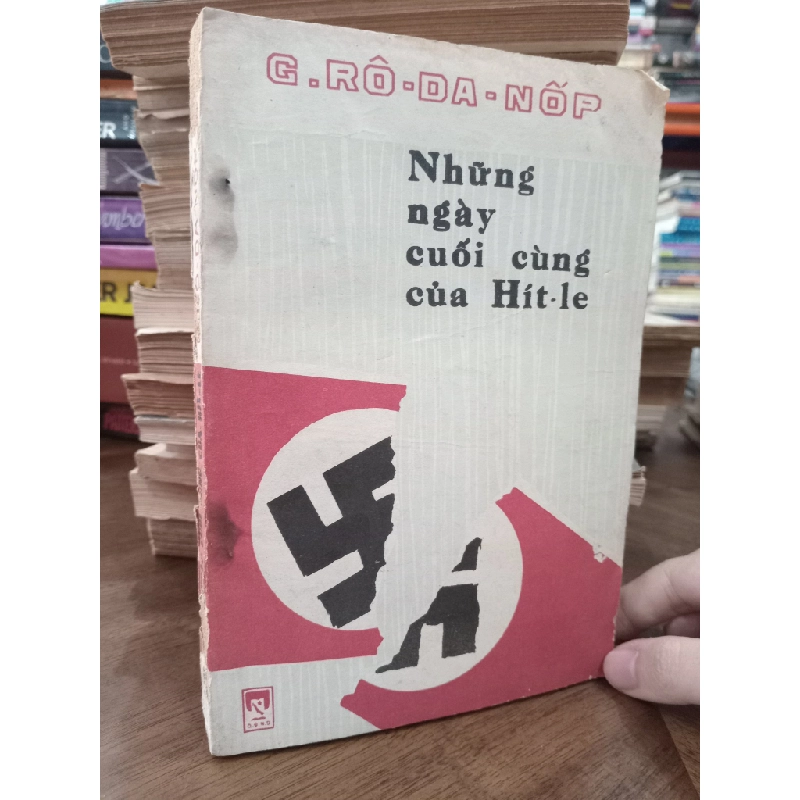 G. RÔ-DA-NỐP
Những
ngày
cuối cùng
của Hít-le